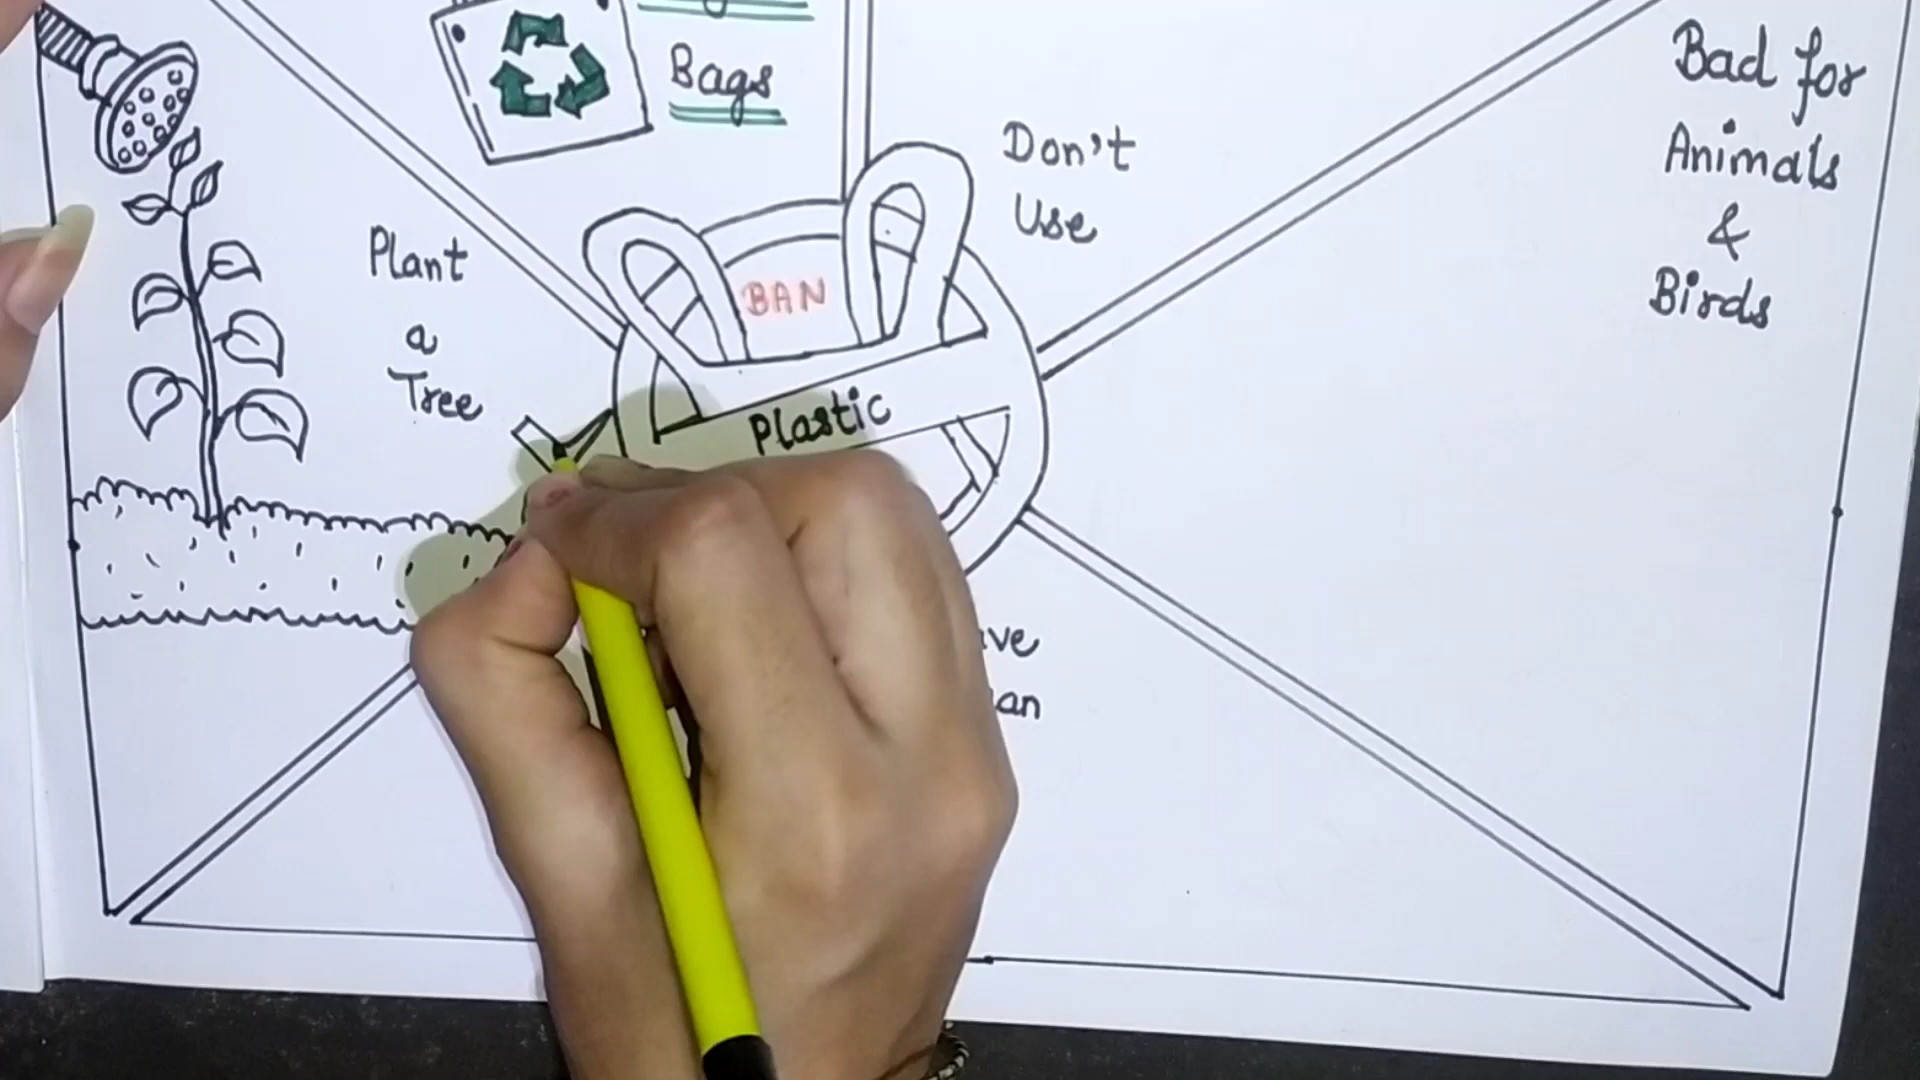 Bags
Don't
Use
Bad for
Animals
&
Birds
Plant
a
Tree
BAN
Plastic